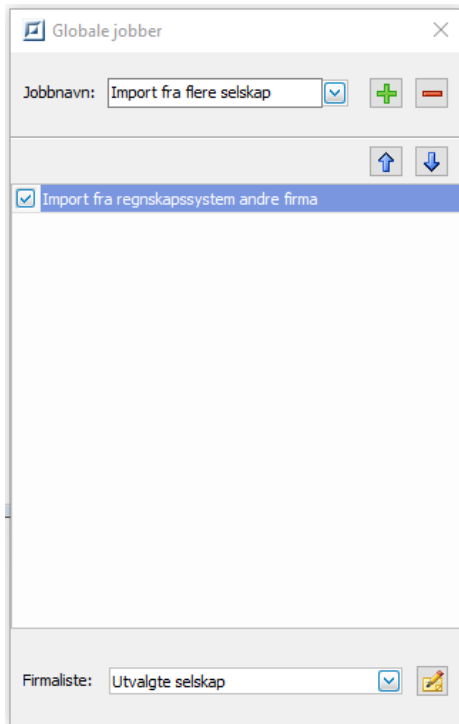 Globale jobber
Jobbnavn: Import fra flere selskap
Import fra regnskapssystem andre firma
Firmaliste: Utvalgte selskap